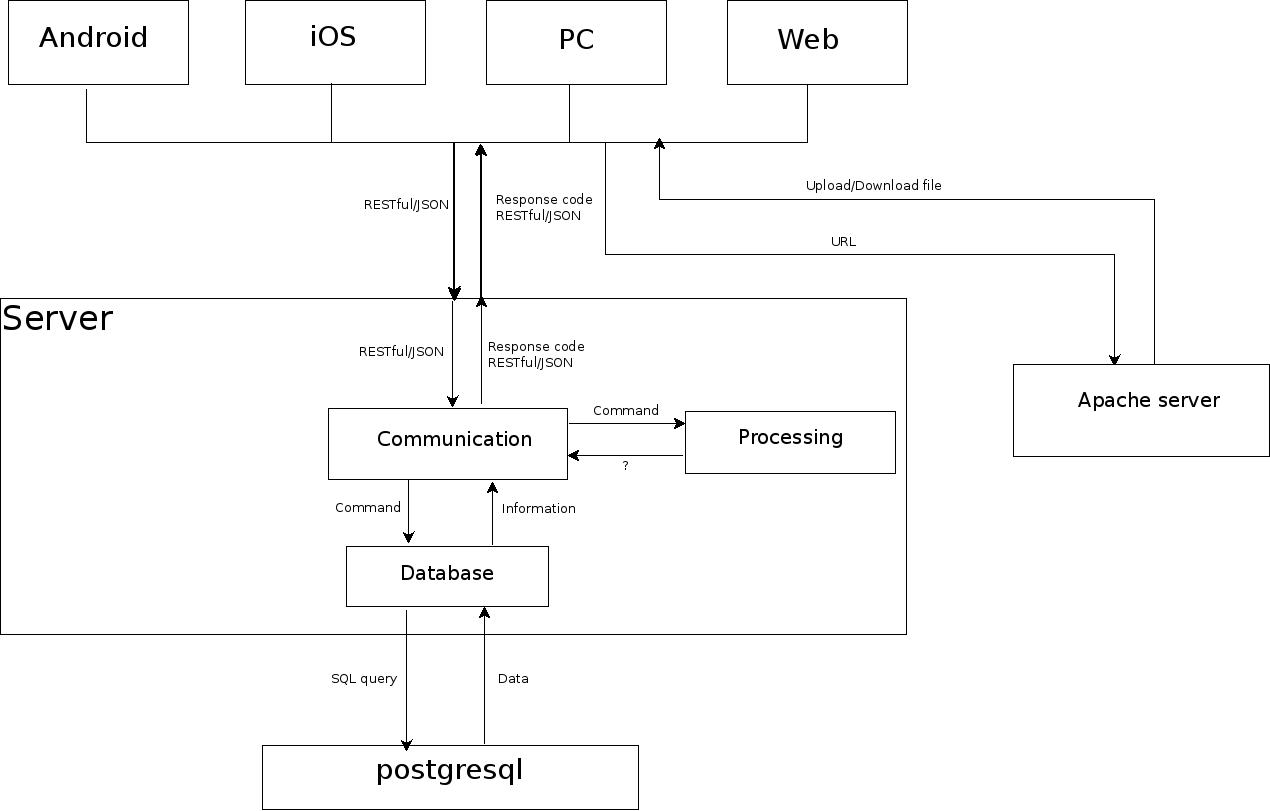 Android
iOS
PC
Web
Upload/Download file
RESTful/JSON
Response code
RESTful/JSON
URL
Server
RESTful/JSON
Response code
RESTful/JSON
Apache server
Command
Communication
Processing
?
Command
Information
Database
SQL query
Data
postgresql